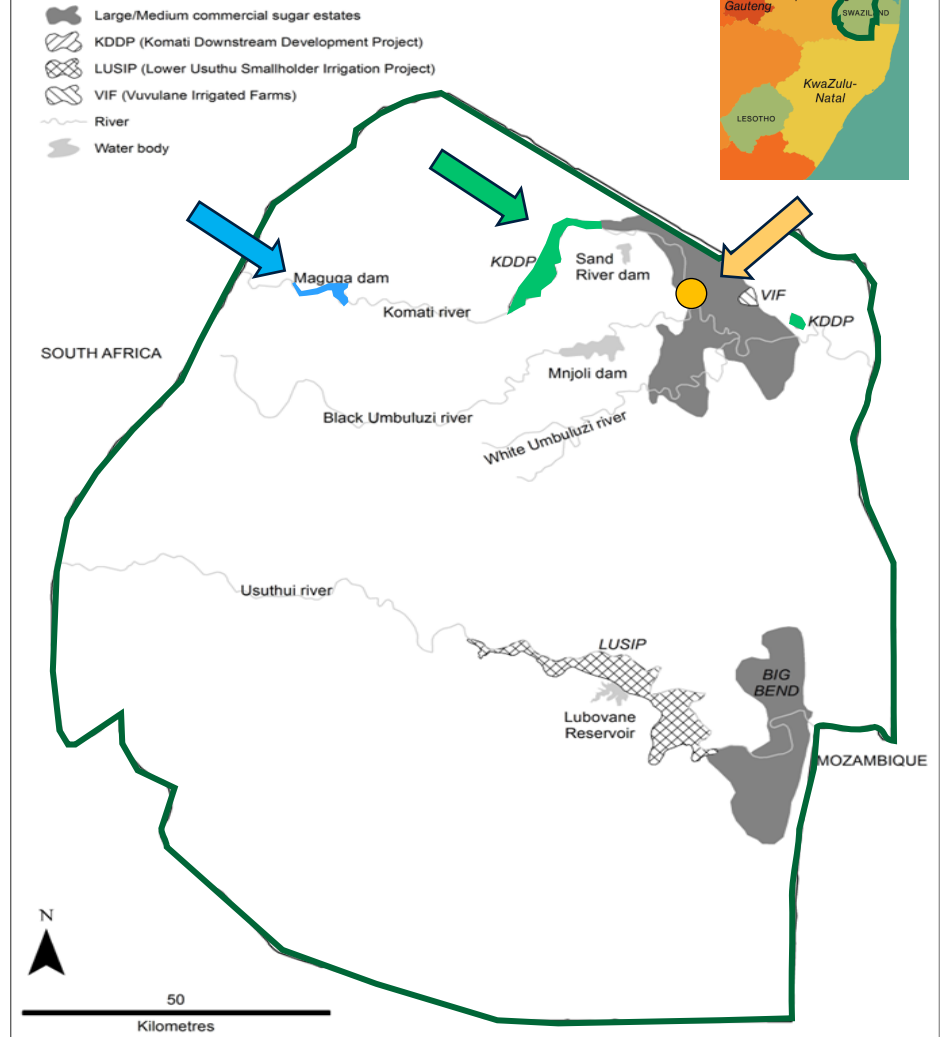 Large/Medium commercial sugar estates
KDDP (Komati Downstream Development Project)
LUSIP (Lower Usuthu Smallholder Irrigation Project)
VIF (Vuvulane Irrigated Farms)
River
Water body
Gauteng
SWAZILAND
KwaZulu-
Natal
LESOTHO
KDDP
Sand
River dam
Maguga dam
VIF
Komati river
KDDP
SOUTH AFRICA
Mnjoli dam
Black Umbuluzi river
White Umbuluzi river
Usuthui river
LUSIP
BIG
BEND
Lubovane
Reservoir
MOZAMBIQUE
N
50
Kilometres